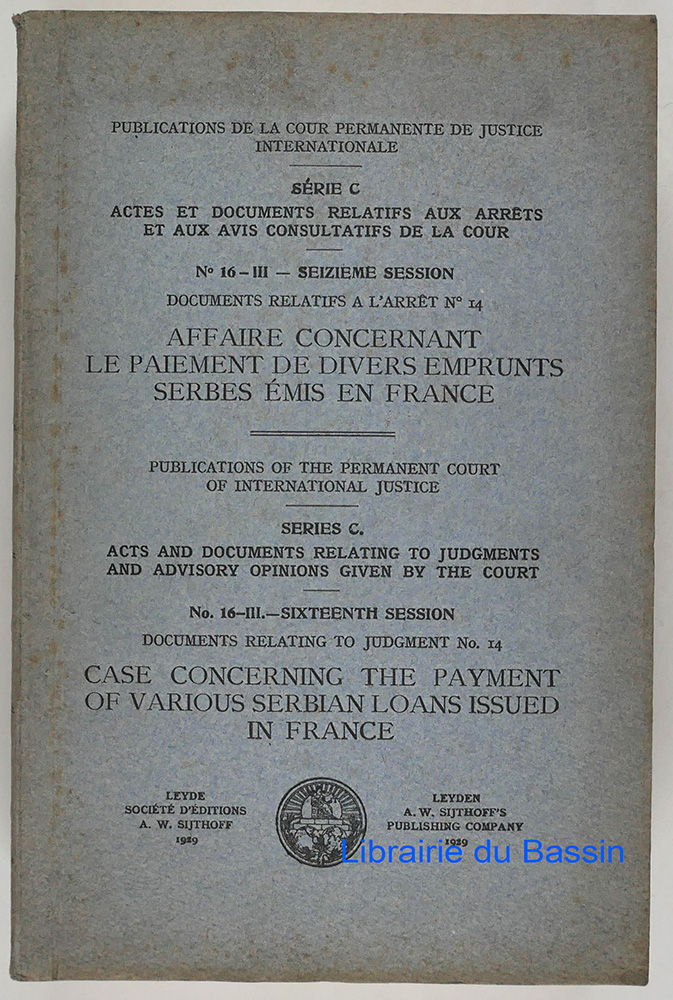 PUBLICATIONS DE LA COUR PERMANENTE DE JUSTICE
INTERNATIONALE
SÉRIE C
ACTES ET DOCUMENTS RELATIFS AUX ARRÊTS
ET AUX AVIS CONSULTATIFS DE LA COUR
No 16–III — SEIZIÈME SESSION
DOCUMENTS RELATIFS A L'ARRÊT N° 14
AFFAIRE CONCERNANT
LE PAIEMENT DE DIVERS EMPRUNTS
SERBES ÉMIS EN FRANCE
PUBLICATIONS OF THE PERMANENT COURT
OF INTERNATIONAL JUSTICE
SERIES C.
ACTS AND DOCUMENTS RELATING TO JUDGMENTS
AND ADVISORY OPINIONS GIVEN BY THE COURT
No. 16–III.—SIXTEENTH SESSION
DOCUMENTS RELATING TO JUDGMENT No. 14
CASE CONCERNING THE PAYMENT
OF VARIOUS SERBIAN LOANS ISSUED
IN FRANCE
LEYDE
SOCIÉTÉ D'ÉDITIONS
A. W. SIJTHOFF
1929
LEYDEN
A. W. SIJTHOFF'S
PUBLISHING COMPANY
1929
Librairie du Bassin